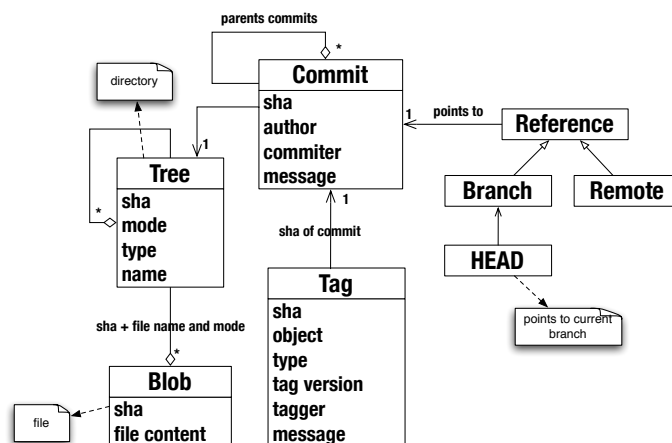 parents commits
*
Commit
sha
author
commiter
message
directory
1
1
points to
Reference
Branch
Remote
HEAD
points to current
branch
Tree
sha
mode
type
name
*
1
sha of commit
Tag
sha
object
type
tag version
tagger
message
sha + file name and mode
*
Blob
sha
file content
file